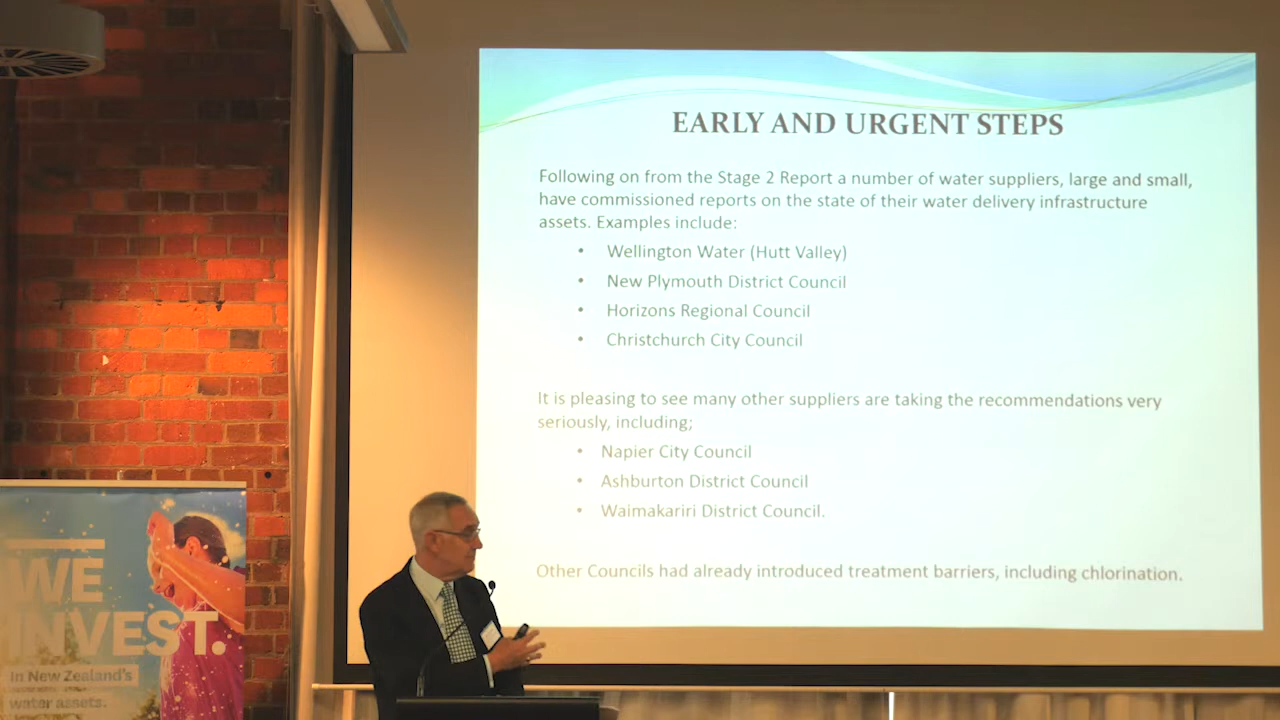 EARLY AND URGENT STEPS
Following on from the Stage 2 Report a number of water suppliers, large and small,
have commissioned reports on the state of their water delivery infrastructure
assets. Examples include:
• Wellington Water (Hutt Valley)
• New Plymouth District Council
• Horizons Regional Council
• Christchurch City Council
It is pleasing to see many other suppliers are taking the recommendations very
seriously, including;
• Napier City Council
• Ashburton District Council
• Waimakariri District Council.
Other Councils had already introduced treatment barriers, including chlorination.
WE
INVEST.
In New Zealand's
water assets.